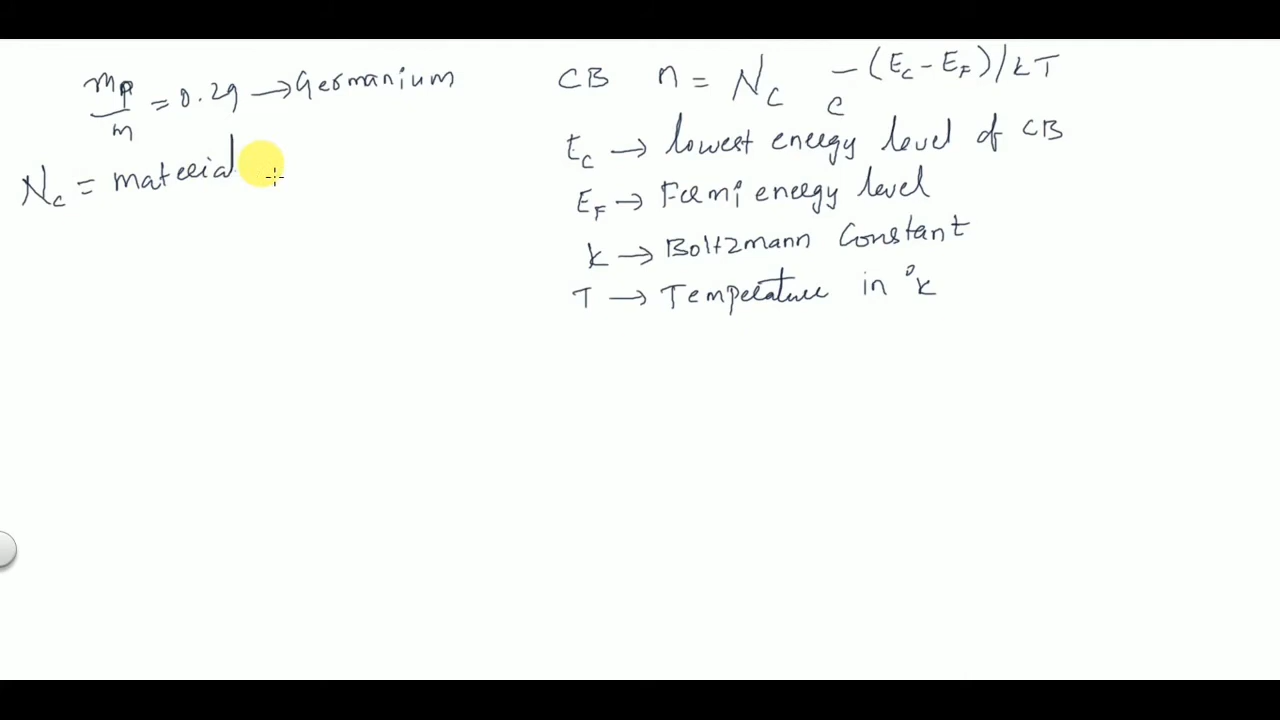 mp/m = 0.29 → Germanium
Nc = material
CB n = Nc e^-(Ec - EF)/kT
Ec → lowest energy level of CB
EF → Fermi energy level
k → Boltzmann Constant
T → Temperature in °k